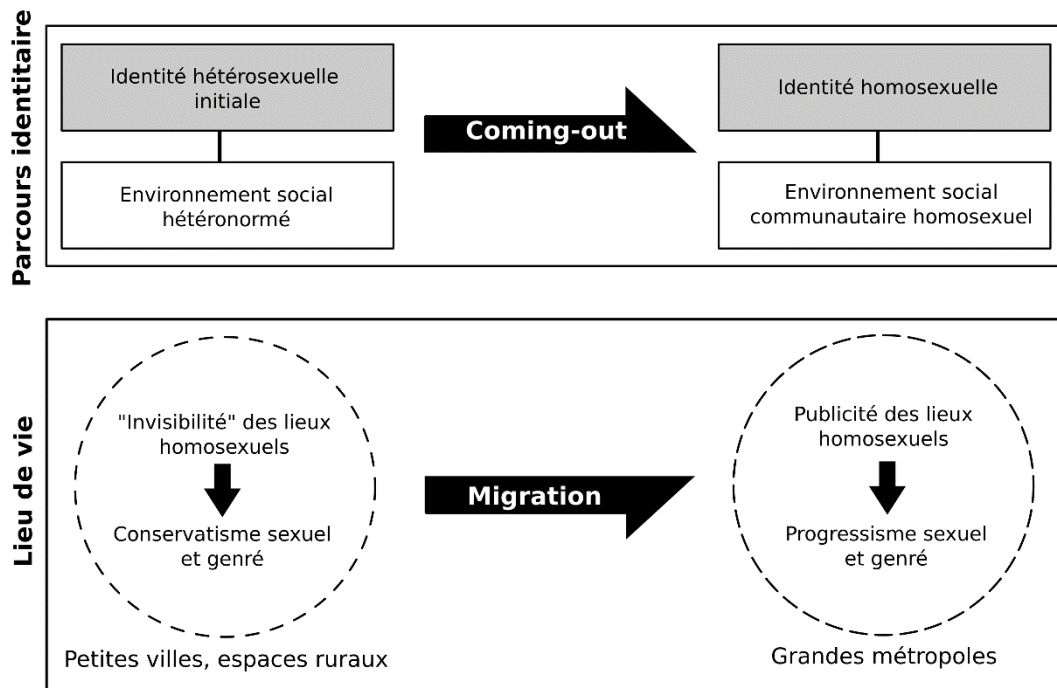 Parcours identitaire
Identité hétérosexuelle
initiale
Coming-out
Identité homosexuelle
Environnement social
hétéronormé
Environnement social
communautaire homosexuel
Lieu de vie
"Invisibilité" des lieux
homosexuels
Conservatisme sexuel
et genré
Petites villes, espaces ruraux
Migration
Publicité des lieux
homosexuels
Progressisme sexuel
et genré
Grandes métropoles